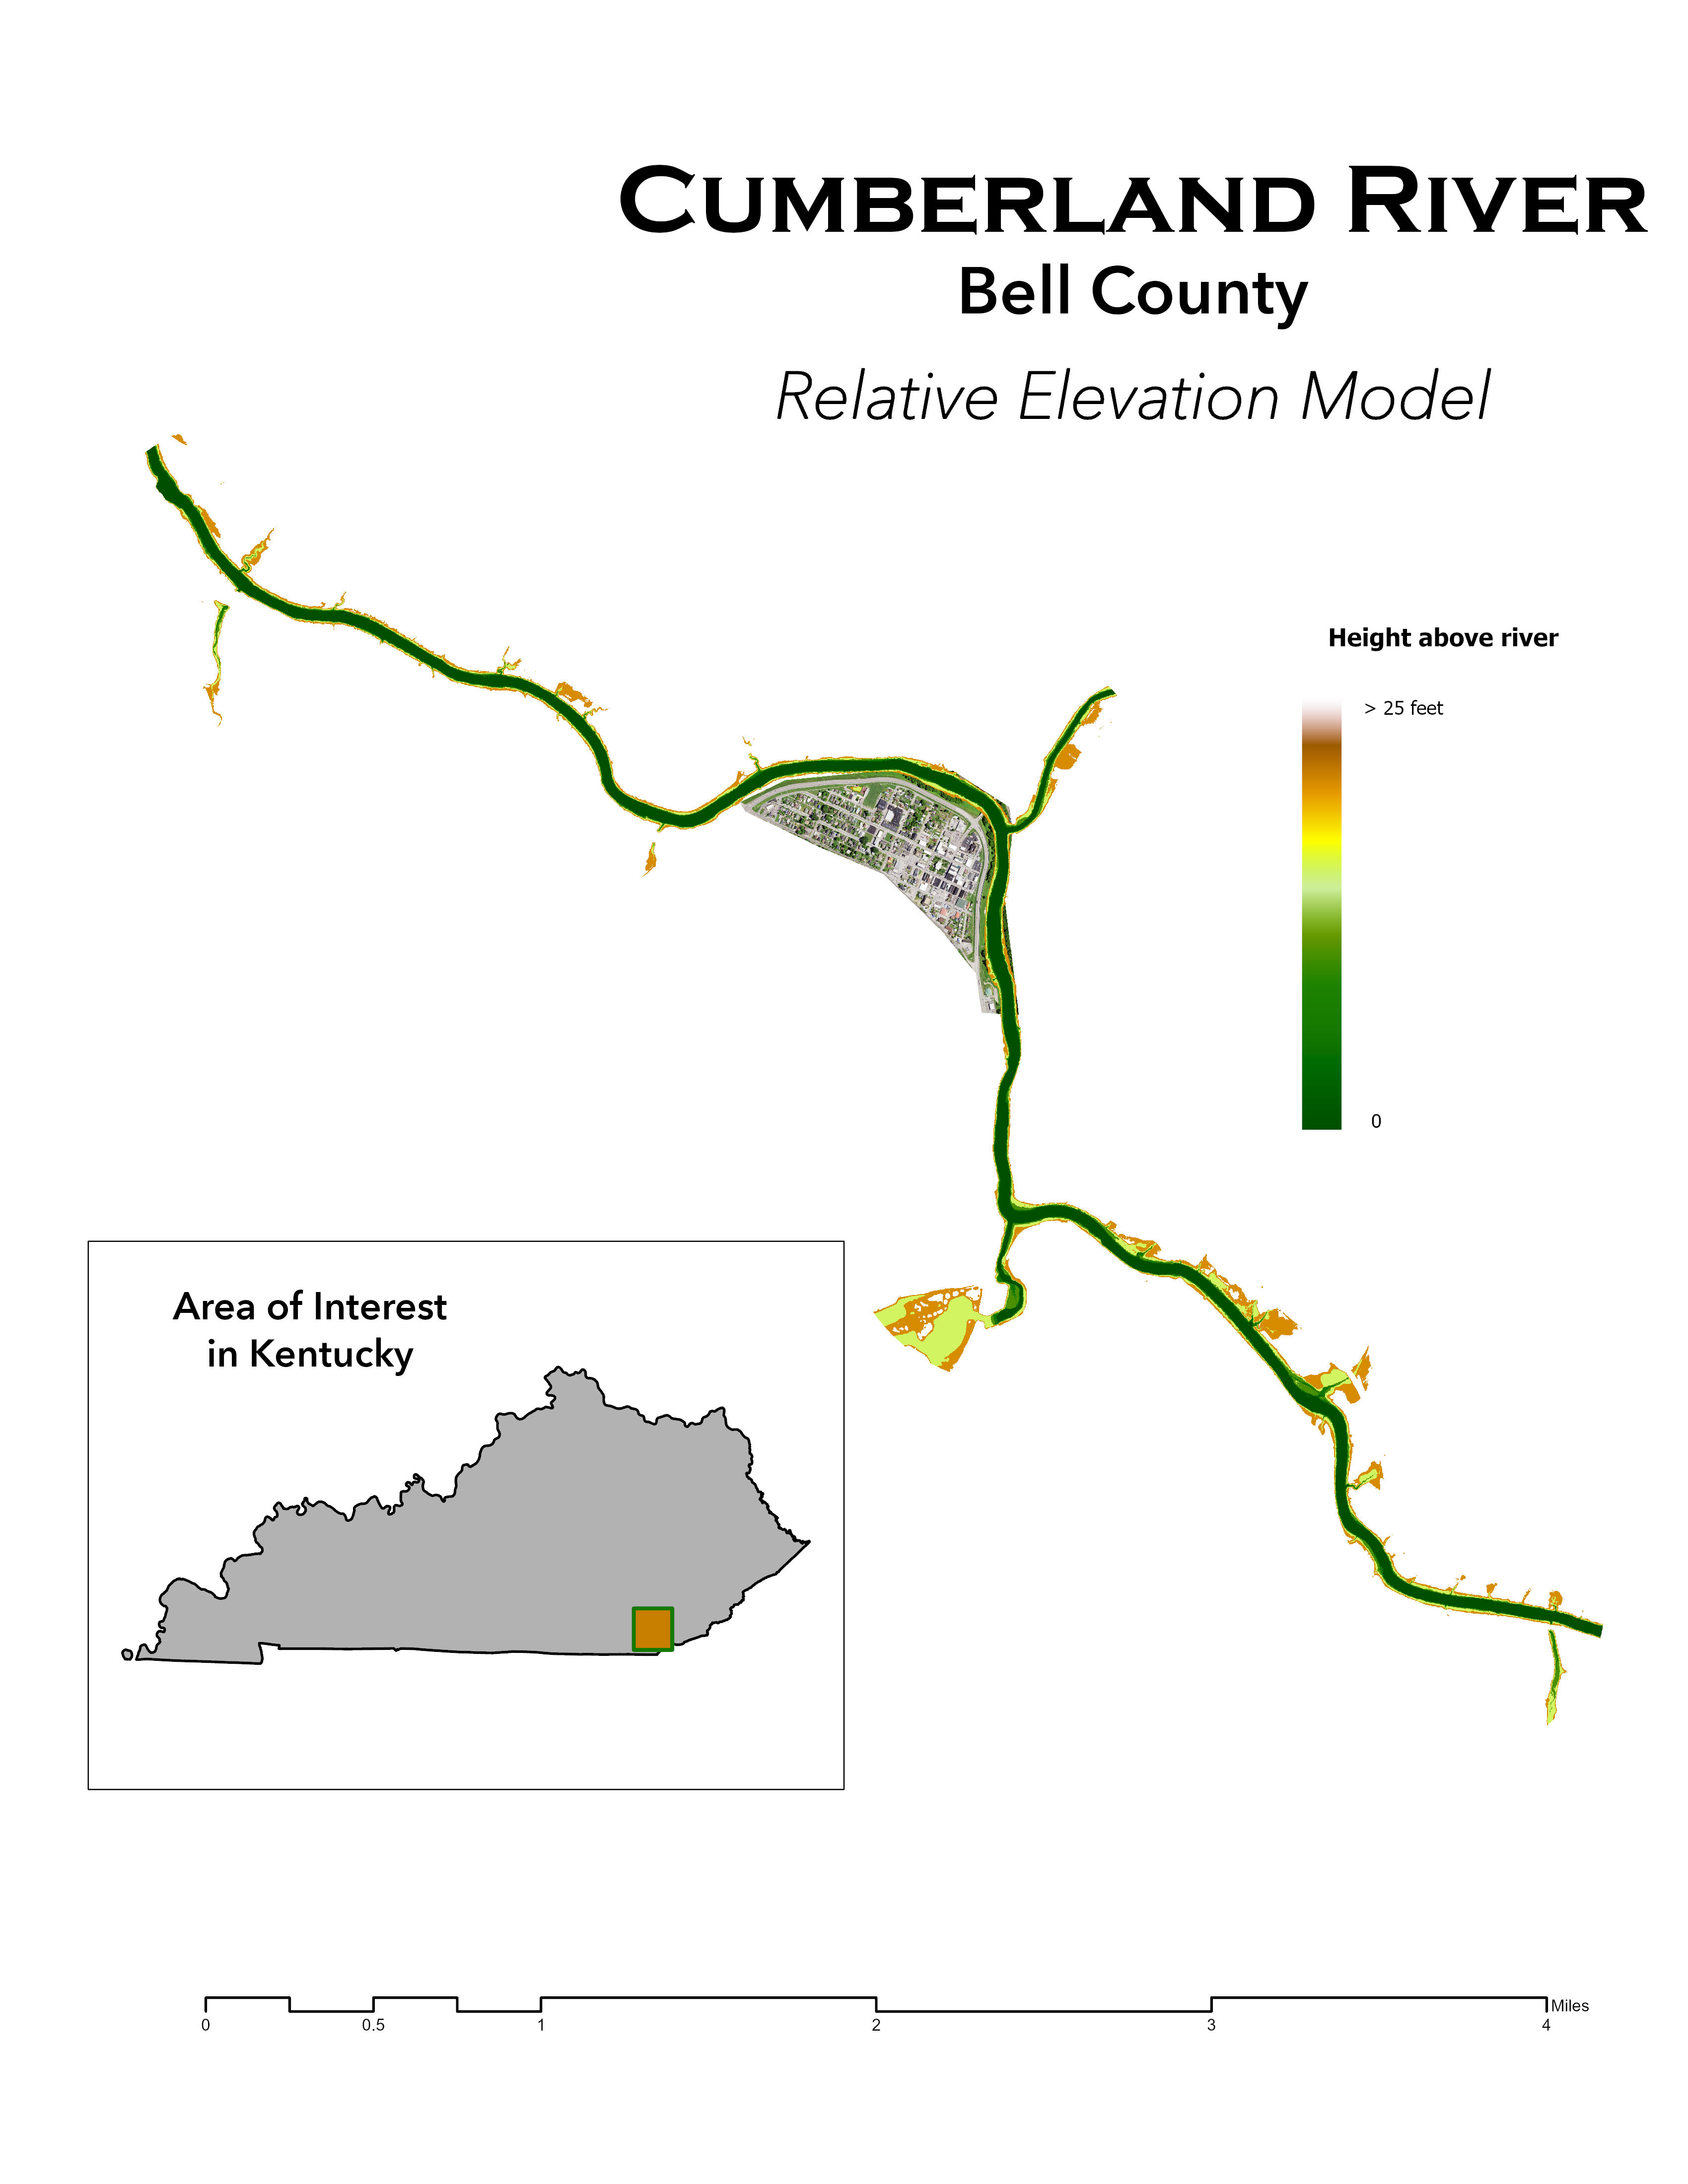 CUMBERLAND RIVER
Bell County
Relative Elevation Model
Height above river
> 25 feet
0
Area of Interest
in Kentucky
Miles
0 0.5 1 2 3 4